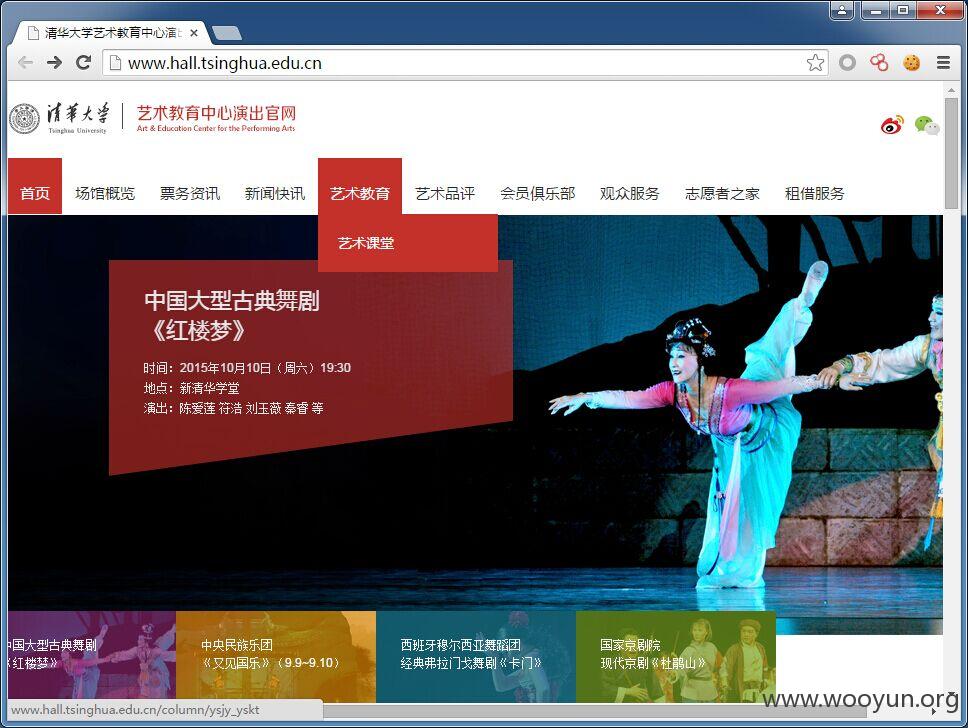 清华大学艺术教育中心演出
www.hall.tsinghua.edu.cn
清华大学
Tsinghua University
艺术教育中心演出官网
Art & Education Center for the Performing Arts
首页 场馆概览 票务资讯 新闻快讯 艺术教育 艺术品评 会员俱乐部 观众服务 志愿者之家 租借服务
艺术课堂
中国大型古典舞剧
《红楼梦》
时间：2015年10月10日（周六）19:30
地点：新清华学堂
演出：陈爱莲 符浩 刘玉薇 秦睿 等
中国大型古典舞剧
《红楼梦》
中央民族乐团
《又见国乐》（9.9~9.10）
西班牙穆尔西亚舞蹈团
经典弗拉门戈舞剧《卡门》
国家京剧院
现代京剧《杜鹃山》
www.hall.tsinghua.edu.cn/column/ysjy_yskt
www.wooyun.org